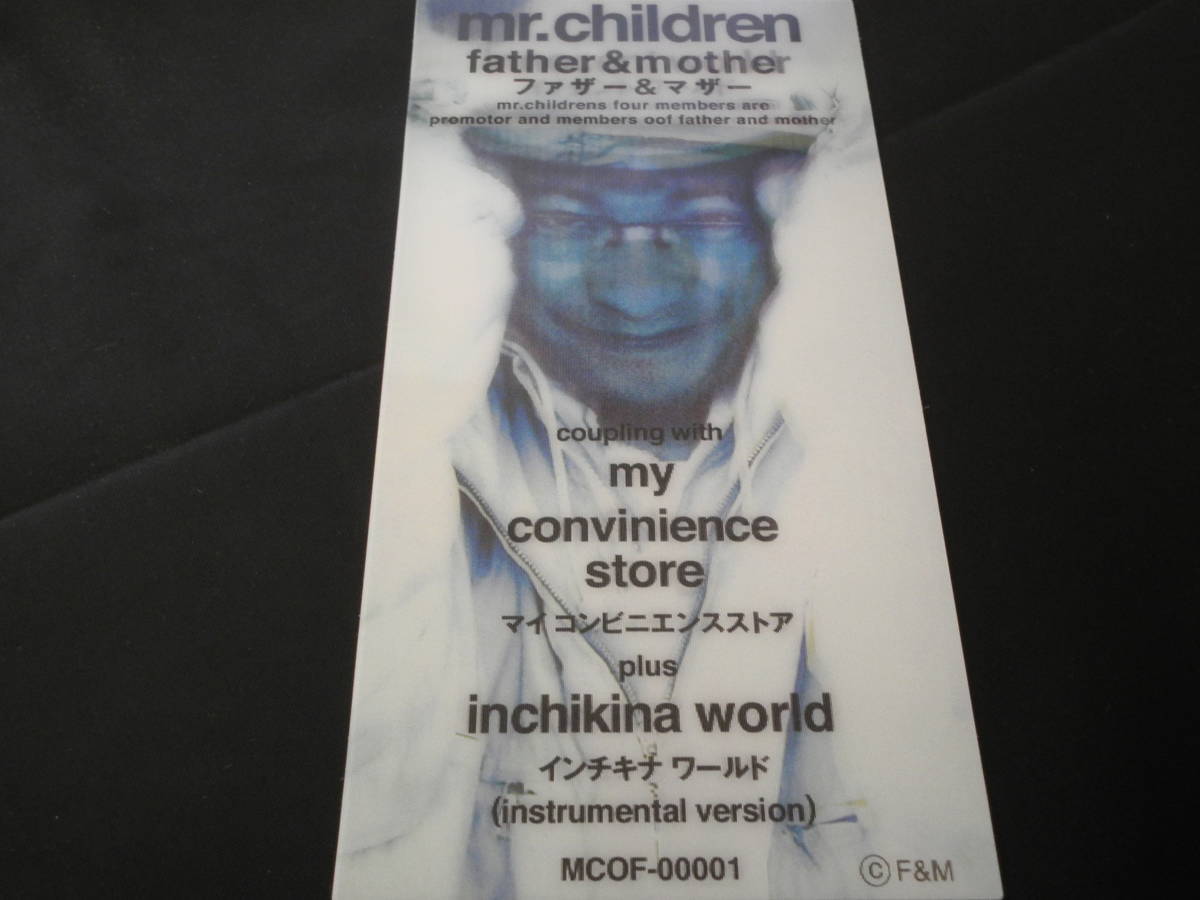 mr.children
father & mother
ファザー＆マザー
mr.childrens four members are
promotor and members oof father and mother
coupling with
my
convinience
store
マイ コンビニエンスストア
plus
inchikina world
インチキナ ワールド
(instrumental version)
MCOF-00001
© F&M